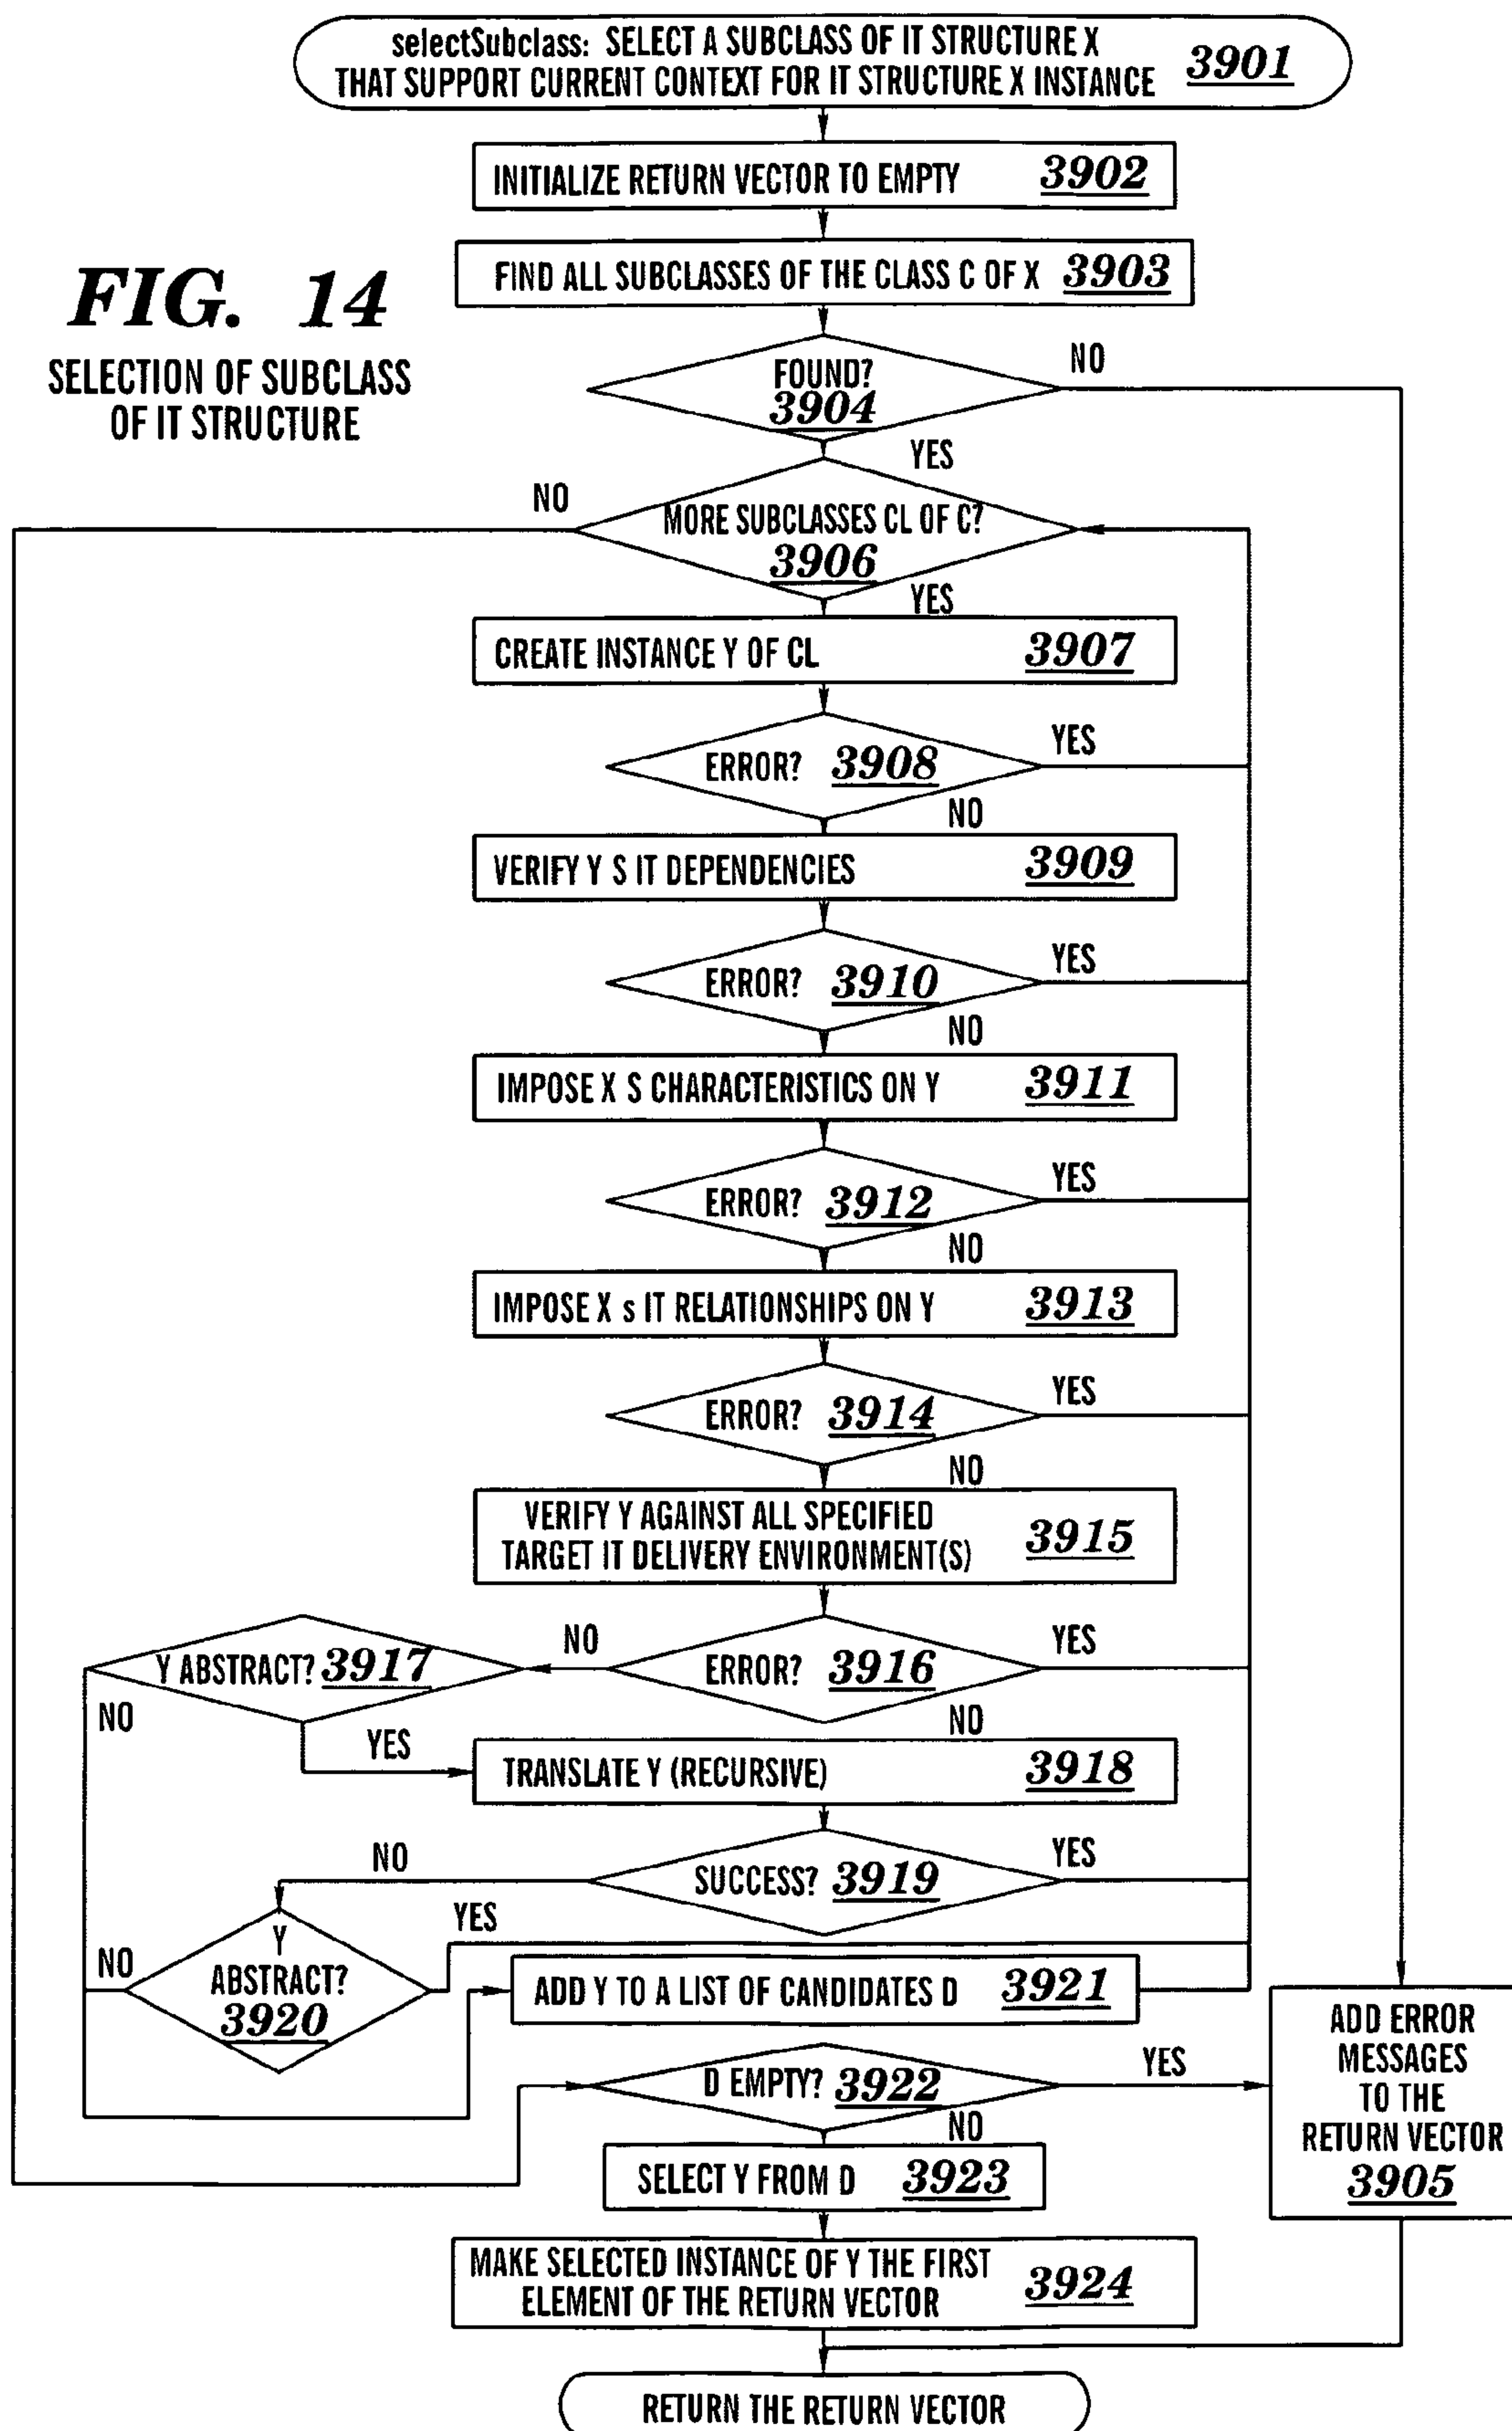 selectSubclass: SELECT A SUBCLASS OF IT STRUCTURE X
THAT SUPPORT CURRENT CONTEXT FOR IT STRUCTURE X INSTANCE 3901
INITIALIZE RETURN VECTOR TO EMPTY 3902
FIND ALL SUBCLASSES OF THE CLASS C OF X 3903
FIG. 14
SELECTION OF SUBCLASS
OF IT STRUCTURE
FOUND?
3904
NO
YES
MORE SUBCLASSES CL OF C?
3906
NO
YES
CREATE INSTANCE Y OF CL 3907
ERROR? 3908
YES
NO
VERIFY Y S IT DEPENDENCIES 3909
ERROR? 3910
YES
NO
IMPOSE X S CHARACTERISTICS ON Y 3911
ERROR? 3912
YES
NO
IMPOSE X s IT RELATIONSHIPS ON Y 3913
ERROR? 3914
YES
NO
VERIFY Y AGAINST ALL SPECIFIED
TARGET IT DELIVERY ENVIRONMENT(S) 3915
Y ABSTRACT? 3917
NO
ERROR? 3916
YES
NO
NO
YES
TRANSLATE Y (RECURSIVE) 3918
NO
SUCCESS? 3919
YES
Y
ABSTRACT?
3920
YES
NO
ADD Y TO A LIST OF CANDIDATES D 3921
D EMPTY? 3922
YES
NO
ADD ERROR
MESSAGES
TO THE
RETURN VECTOR
3905
SELECT Y FROM D 3923
MAKE SELECTED INSTANCE OF Y THE FIRST
ELEMENT OF THE RETURN VECTOR 3924
RETURN THE RETURN VECTOR